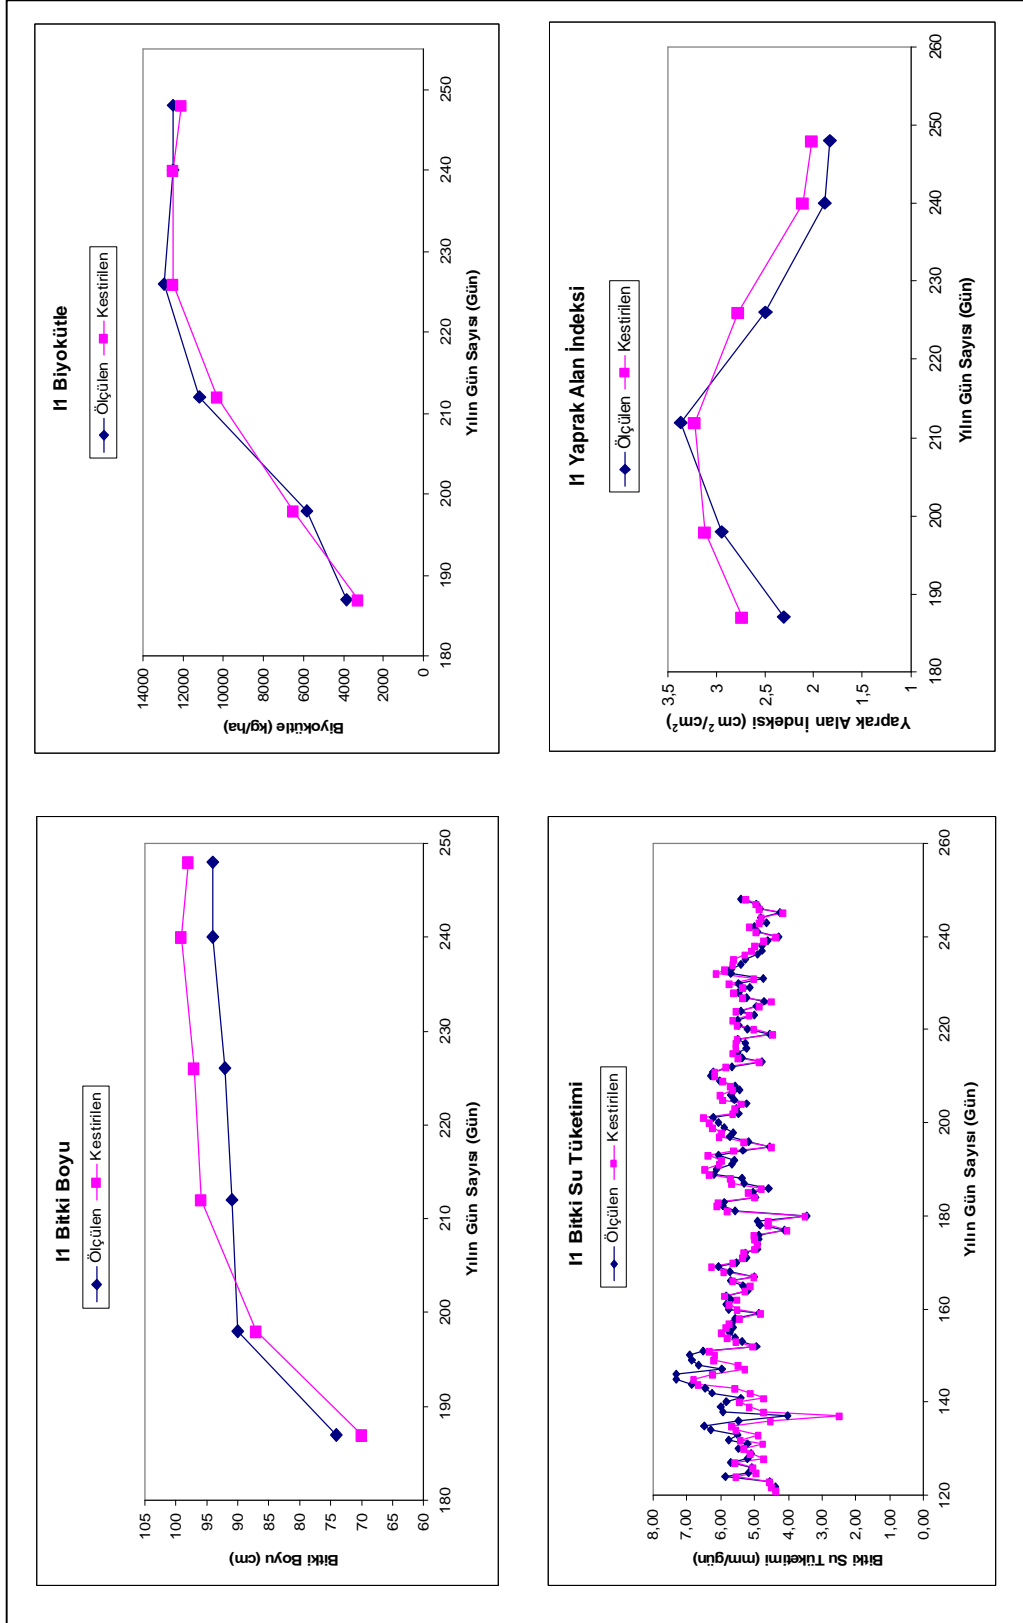 I1 Bitki Boyu
Ölçülen Kestirilen
105
100
95
90
85
80
75
70
65
60
Bitki Boyu (cm)
180 190 200 210 220 230 240 250
Yılın Gün Sayısı (Gün)
I1 Biyokütle
Ölçülen Kestirilen
14000
12000
10000
8000
6000
4000
2000
0
Biyokütle (kg/ha)
180 190 200 210 220 230 240 250
Yılın Gün Sayısı (Gün)
I1 Bitki Su Tüketimi
Ölçülen Kestirilen
8,00
7,00
6,00
5,00
4,00
3,00
2,00
1,00
0,00
Bitki Su Tüketimi (mm/gün)
120 140 160 180 200 220 240 260
Yılın Gün Sayısı (Gün)
I1 Yaprak Alan İndeksi
Ölçülen Kestirilen
3,5
3
2,5
2
1,5
1
Yaprak Alan İndeksi (cm²/cm²)
180 190 200 210 220 230 240 250 260
Yılın Gün Sayısı (Gün)